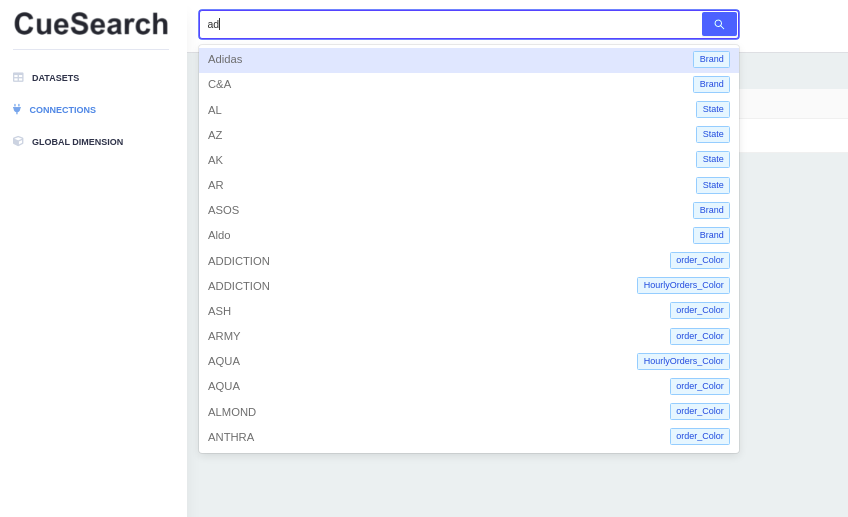 CueSearch
ad
DATASETS
CONNECTIONS
GLOBAL DIMENSION
Adidas Brand
C&A Brand
AL State
AZ State
AK State
AR State
ASOS Brand
Aldo Brand
ADDICTION order_Color
ADDICTION HourlyOrders_Color
ASH order_Color
ARMY order_Color
AQUA HourlyOrders_Color
AQUA order_Color
ALMOND order_Color
ANTHRA order_Color